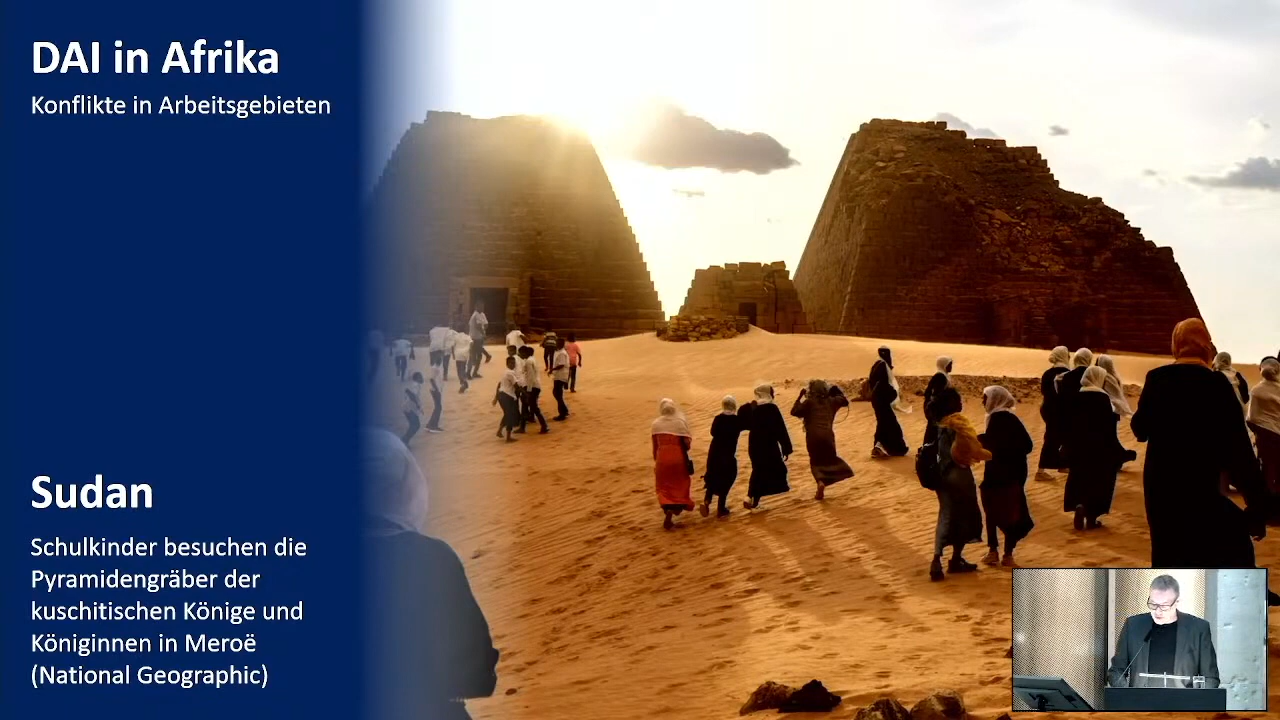 DAI in Afrika
Konflikte in Arbeitsgebieten
Sudan
Schulkinder besuchen die
Pyramidengräber der
kuschitischen Könige und
Königinnen in Meroë
(National Geographic)